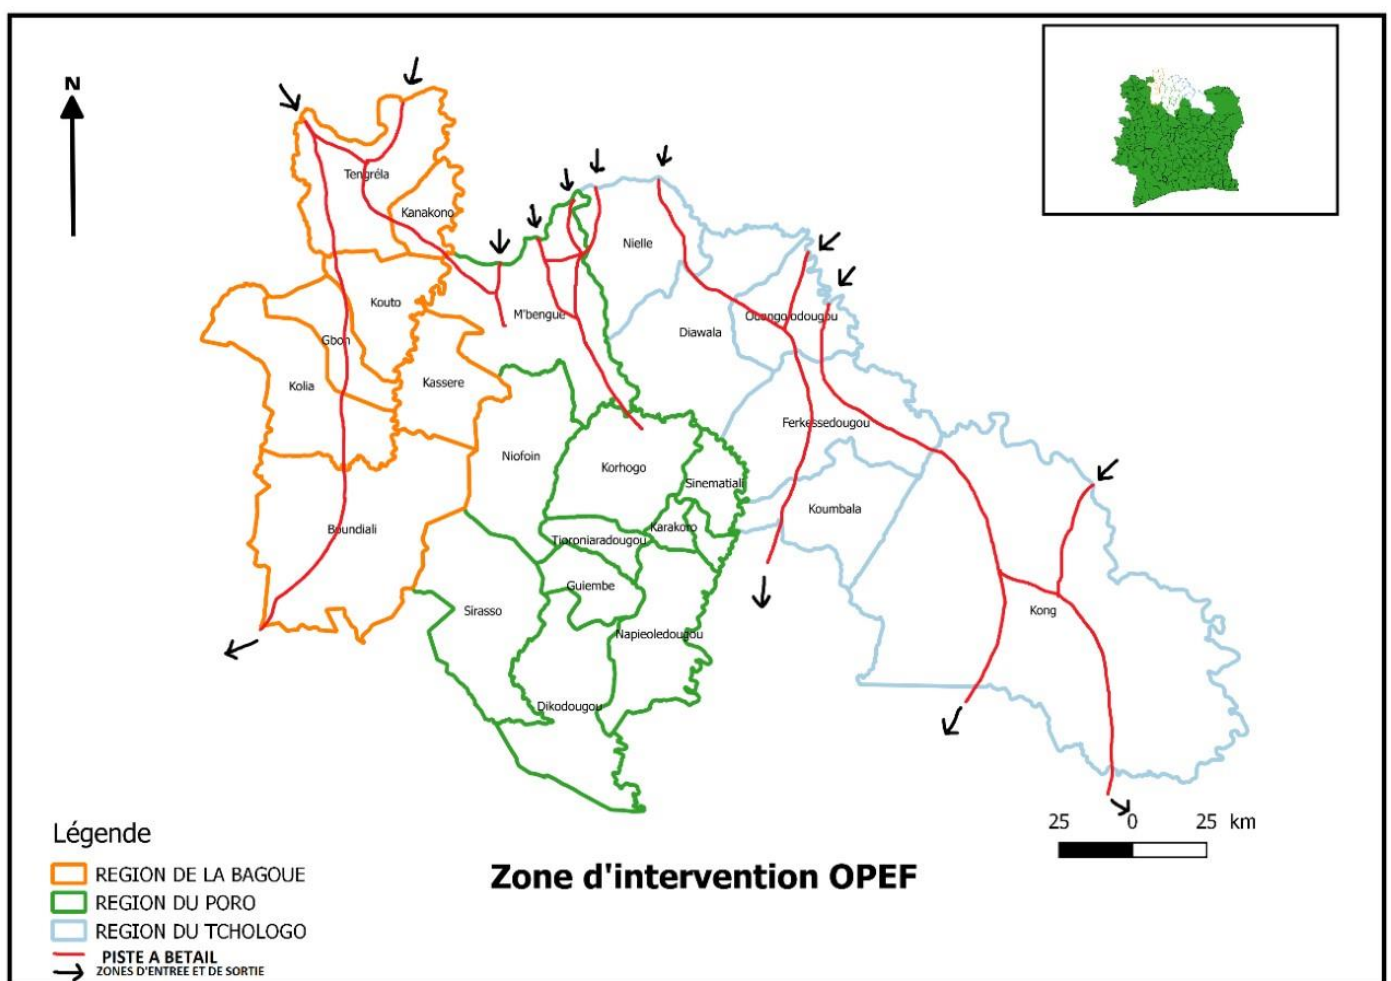 N
Tengréla
Kanakono
Nielle
Kouto
M'bengue
Ouangolodougou
Diawala
Gbon
Kolia
Kassere
Ferkessedougou
Niofoin
Korhogo
Sinematiali
Koumbala
Boundiali
Karakoro
Tioroniaradougou
Guiembe
Sirasso
Kong
Napieoledougou
Dikodougou
25 0 25 km
Légende
REGION DE LA BAGOUE
REGION DU PORO
REGION DU TCHOLOGO
PISTE A BETAIL
ZONES D'ENTREE ET DE SORTIE
Zone d'intervention OPEF